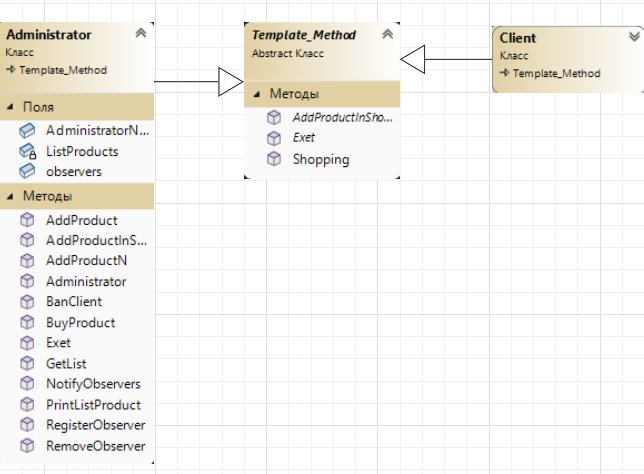 Administrator
Класс
Template_Method
Поля
AdministratorN...
ListProducts
observers
Методы
AddProduct
AddProductInS...
AddProductN
Administrator
BanClient
BuyProduct
Exet
GetList
NotifyObservers
PrintListProduct
RegisterObserver
RemoveObserver
Template_Method
Abstract Класс
Методы
AddProductInSho...
Exet
Shopping
Client
Класс
Template_Method